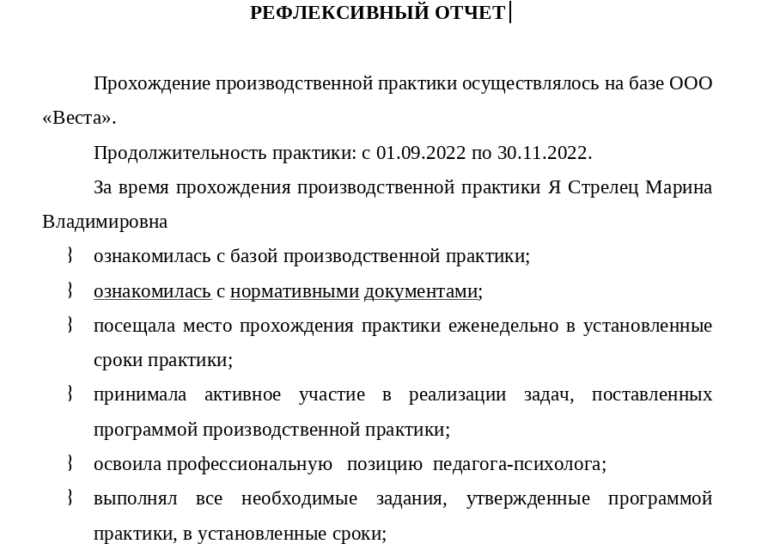 РЕФЛЕКСИВНЫЙ ОТЧЕТ
Прохождение производственной практики осуществлялось на базе ООО
«Веста».
Продолжительность практики: с 01.09.2022 по 30.11.2022.
За время прохождения производственной практики Я Стрелец Марина
Владимировна
ознакомилась с базой производственной практики;
ознакомилась с нормативными документами;
посещала место прохождения практики еженедельно в установленные
сроки практики;
принимала активное участие в реализации задач, поставленных
программой производственной практики;
освоила профессиональную позицию педагога-психолога;
выполнял все необходимые задания, утвержденные программой
практики, в установленные сроки;